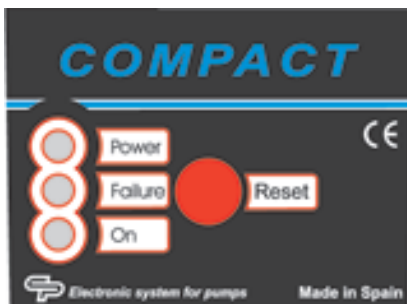 COMPACT
Power
CE
Failure
Reset
On
Electronic system for pumps
Made in Spain